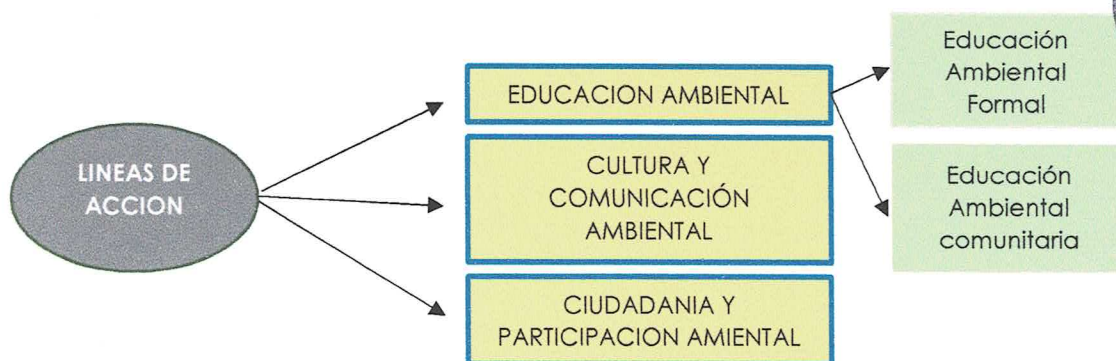 LINEAS DE
ACCION
EDUCACION AMBIENTAL
CULTURA Y
COMUNICACIÓN
AMBIENTAL
CIUDADANIA Y
PARTICIPACION AMIENTAL
Educación
Ambiental
Formal
Educación
Ambiental
comunitaria